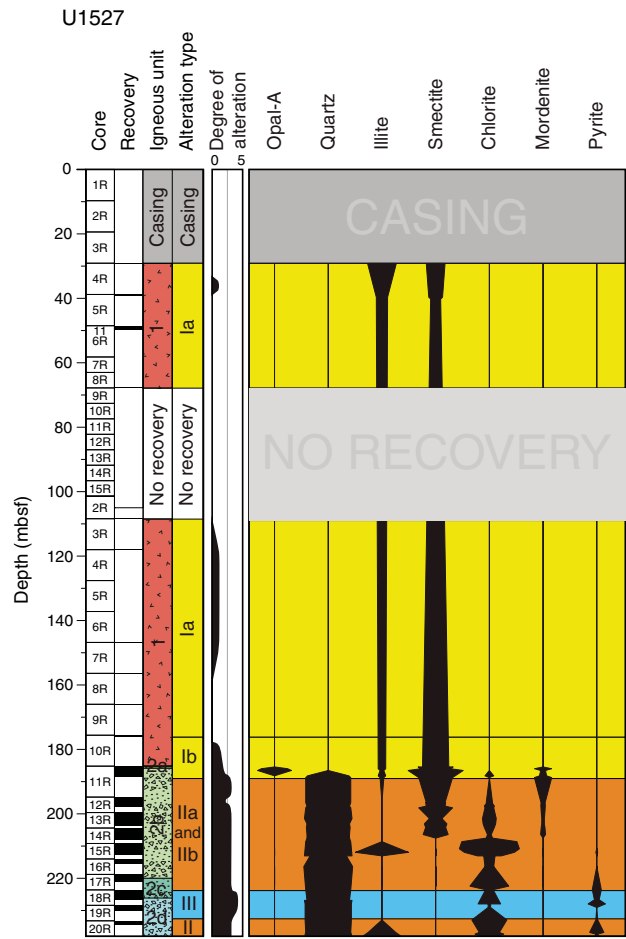 U1527
Core
Recovery
Igneous unit
Alteration type
Degree of alteration
0 5
Opal-A
Quartz
Illite
Smectite
Chlorite
Mordenite
Pyrite
Depth (mbsf)
0
20
40
60
80
100
120
140
160
180
200
220
1R
2R
3R
4R
5R
11
6R
7R
8R
9R
10R
11R
12R
13R
14R
15R
2R
3R
4R
5R
6R
7R
8R
9R
10R
11R
12R
13R
14R
15R
16R
17R
18R
19R
20R
Casing
1
No recovery
1
2a
2b
2c
2d
Casing
Ia
No recovery
Ia
Ib
IIa
and
IIb
III
II
CASING
NO RECOVERY